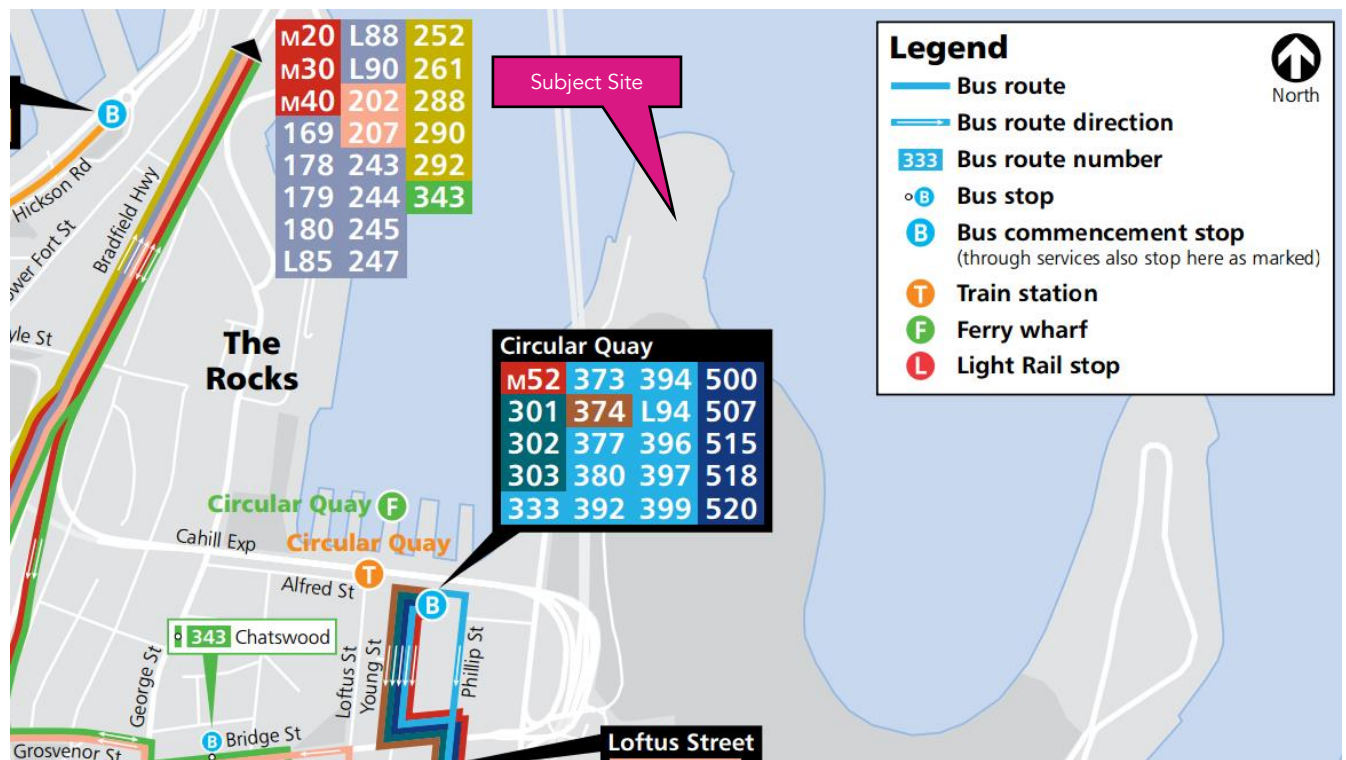 M20 L88 252
M30 L90 261
M40 202 288
169 207 290
178 243 292
179 244 343
180 245
L85 247
Subject Site
Legend
North
Bus route
Bus route direction
333 Bus route number
B Bus stop
B Bus commencement stop
(through services also stop here as marked)
T Train station
F Ferry wharf
L Light Rail stop
B
Hickson Rd
Bradfield Hwy
ower Fort St
yle St
The
Rocks
Circular Quay
M52 373 394 500
301 374 L94 507
302 377 396 515
303 380 397 518
333 392 399 520
Circular Quay F
Cahill Exp
Circular Quay
T
Alfred St
B
343 Chatswood
George St
Loftus St
Young St
Phillip St
B Bridge St
Grosvenor St
Loftus Street